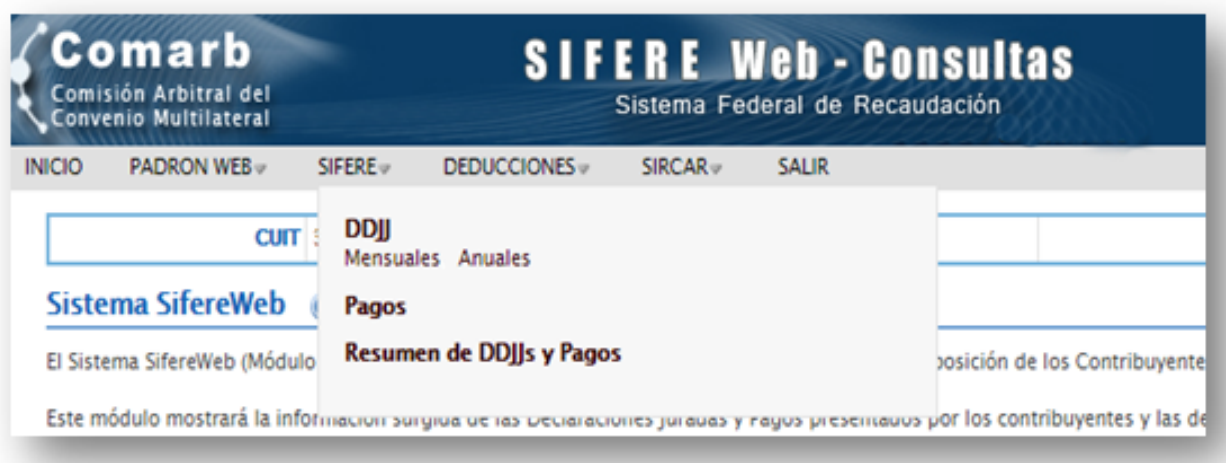 Comarb
Comisión Arbitral del
Convenio Multilateral
SIFERE Web - Consultas
Sistema Federal de Recaudación
INICIO PADRON WEB SIFERE DEDUCCIONES SIRCAR SALIR
CUIT
DDJJ
Mensuales Anuales
Pagos
Resumen de DDJJs y Pagos
Sistema SifereWeb
El Sistema SifereWeb (Módulo posición de los Contribuyente
Este módulo mostrará la información surgida de las Declaraciones Juradas y Pagos presentados por los contribuyentes y las de